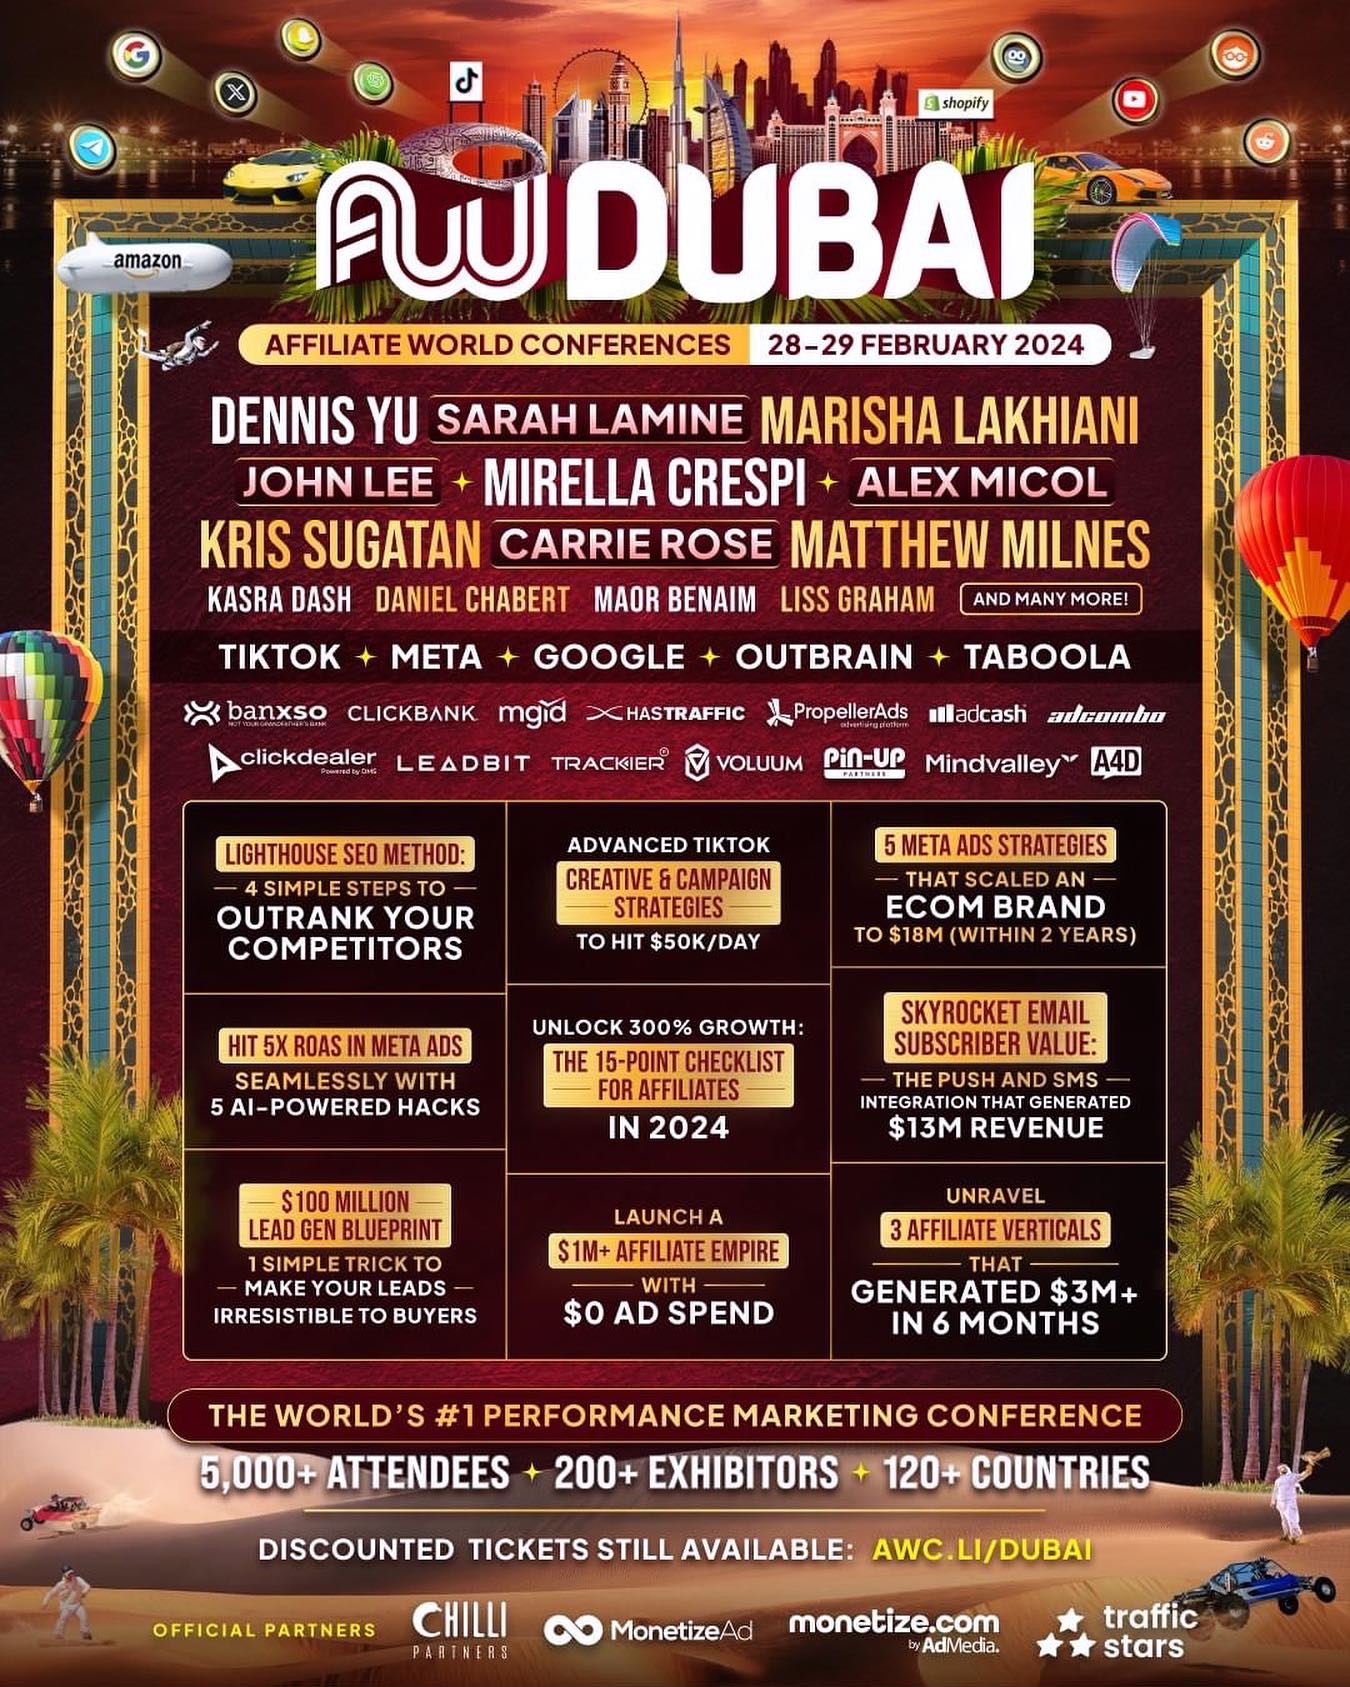 shopify
AW DUBAI
amazon
AFFILIATE WORLD CONFERENCES 28-29 FEBRUARY 2024
DENNIS YU SARAH LAMINE MARISHA LAKHIANI
JOHN LEE MIRELLA CRESPI ALEX MICOL
KRIS SUGATAN CARRIE ROSE MATTHEW MILNES
KASRA DASH DANIEL CHABERT MAOR BENAIM LISS GRAHAM AND MANY MORE!
TIKTOK META GOOGLE OUTBRAIN TABOOLA
banxso CLICKBANK mgid HASTRAFFIC PropellerAds adcash adcombo
NOT YOUR GRANDFATHER'S BANK advertising platform
clickdealer LEADBIT TRACKIER® VOLUUM PIN-UP Mindvalley A4D
Powered by DMS PARTNERS
LIGHTHOUSE SEO METHOD:
4 SIMPLE STEPS TO
OUTRANK YOUR
COMPETITORS
ADVANCED TIKTOK
CREATIVE & CAMPAIGN
STRATEGIES
TO HIT $50K/DAY
5 META ADS STRATEGIES
THAT SCALED AN
ECOM BRAND
TO $18M (WITHIN 2 YEARS)
HIT 5X ROAS IN META ADS
SEAMLESSLY WITH
5 AI-POWERED HACKS
UNLOCK 300% GROWTH:
THE 15-POINT CHECKLIST
FOR AFFILIATES
IN 2024
SKYROCKET EMAIL
SUBSCRIBER VALUE:
THE PUSH AND SMS
INTEGRATION THAT GENERATED
$13M REVENUE
$100 MILLION
LEAD GEN BLUEPRINT
1 SIMPLE TRICK TO
MAKE YOUR LEADS
IRRESISTIBLE TO BUYERS
LAUNCH A
$1M+ AFFILIATE EMPIRE
WITH
$0 AD SPEND
UNRAVEL
3 AFFILIATE VERTICALS
THAT
GENERATED $3M+
IN 6 MONTHS
THE WORLD'S #1 PERFORMANCE MARKETING CONFERENCE
5,000+ ATTENDEES 200+ EXHIBITORS 120+ COUNTRIES
DISCOUNTED TICKETS STILL AVAILABLE: AWC.LI/DUBAI
OFFICIAL PARTNERS
CHILLI
PARTNERS
MonetizeAd
monetize.com
by AdMedia.
traffic
stars